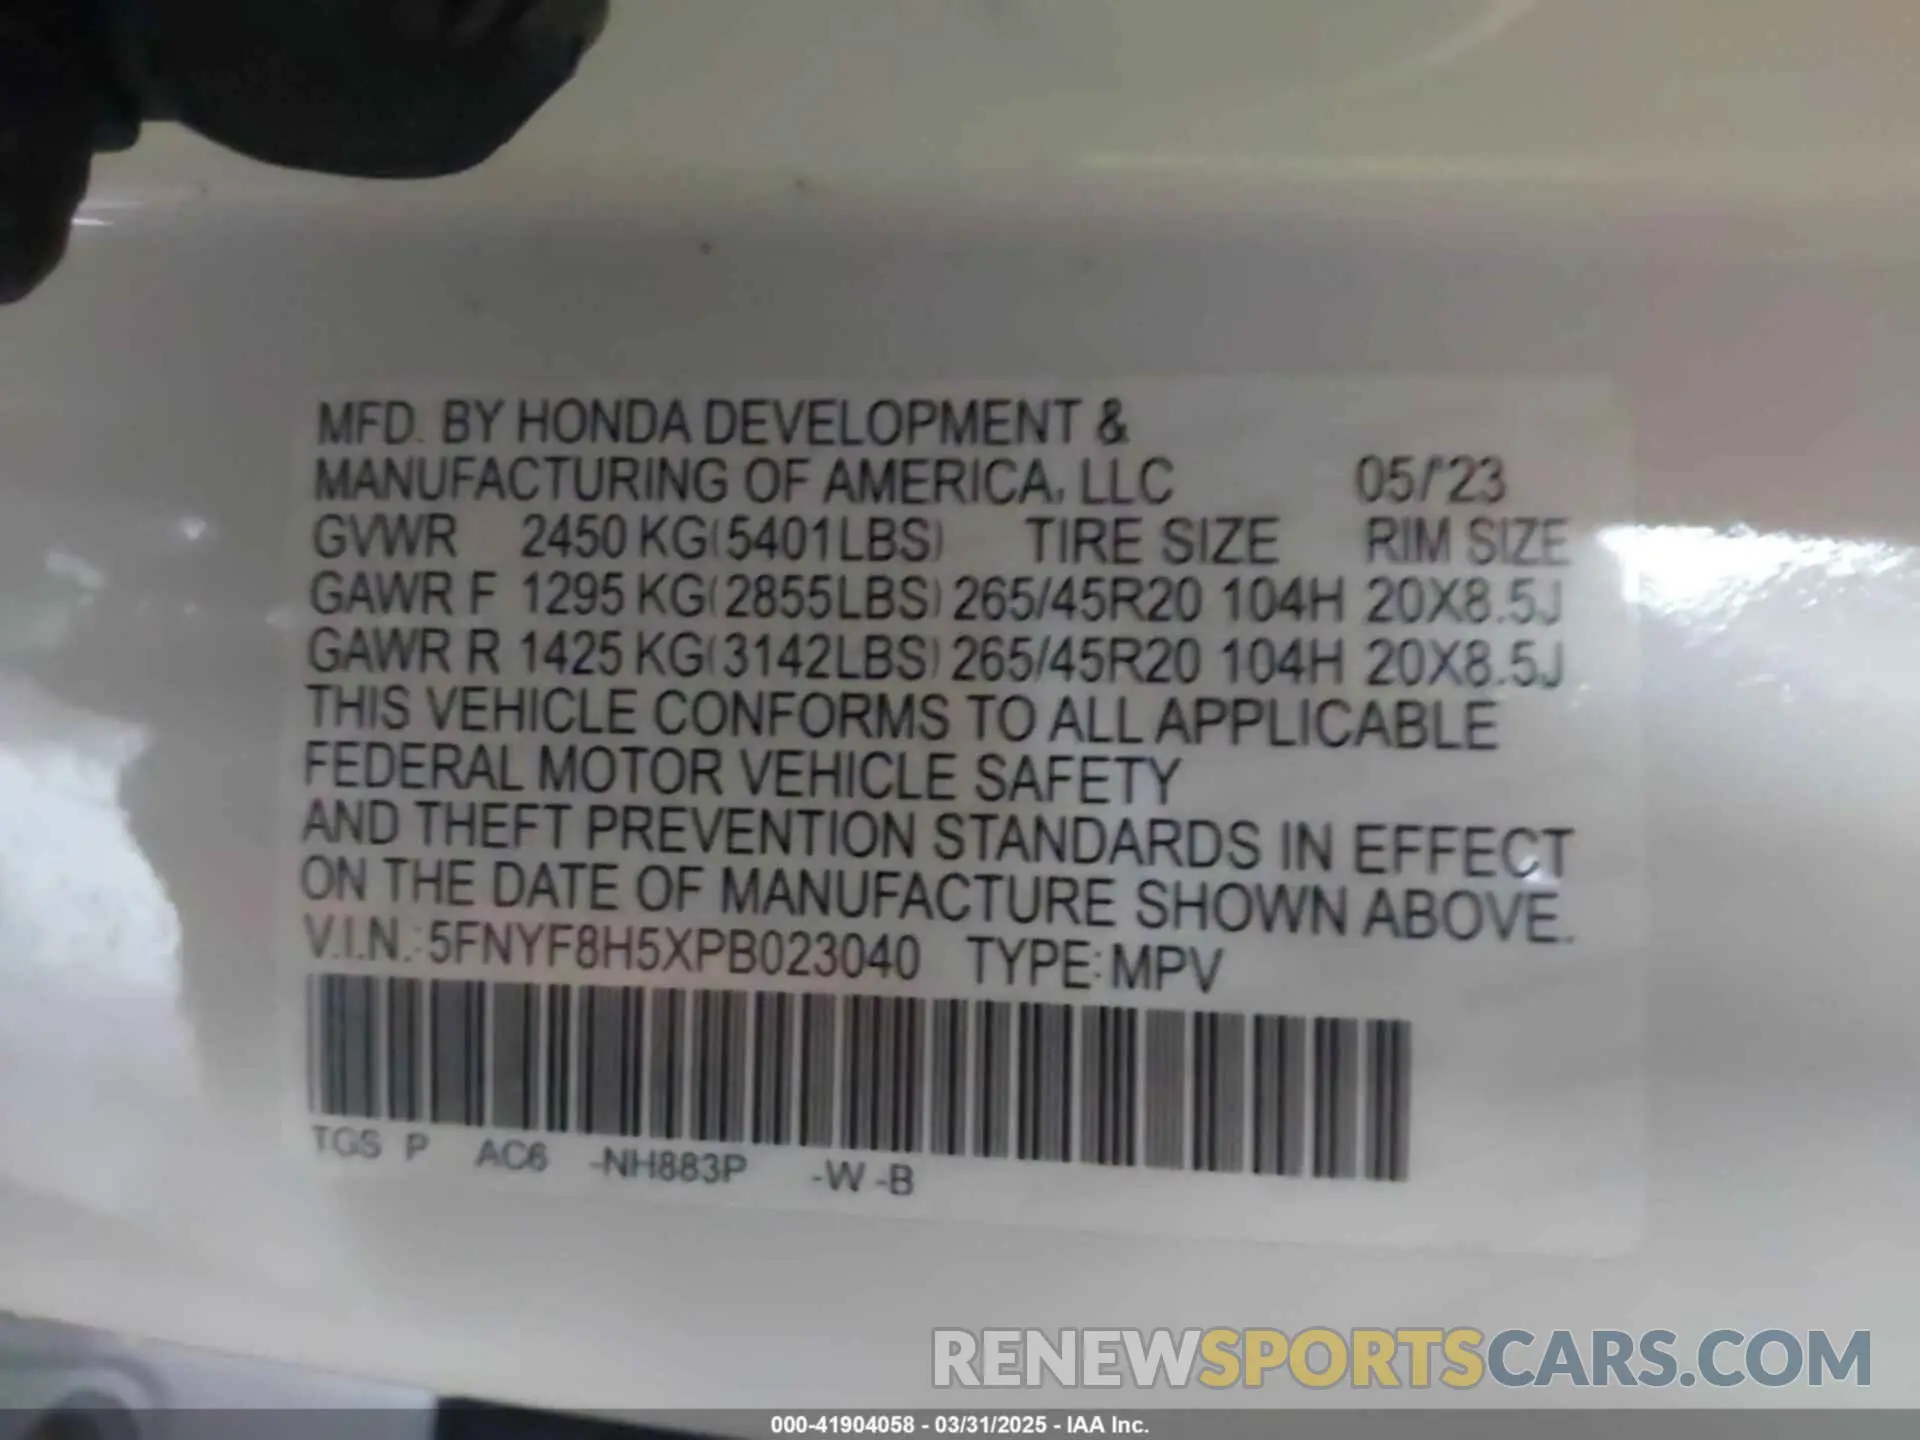 MFD. BY HONDA DEVELOPMENT &
MANUFACTURING OF AMERICA, LLC 05/'23
GVWR 2450 KG(5401LBS) TIRE SIZE RIM SIZE
GAWR F 1295 KG(2855LBS) 265/45R20 104H 20X8.5J
GAWR R 1425 KG(3142LBS) 265/45R20 104H 20X8.5J
THIS VEHICLE CONFORMS TO ALL APPLICABLE
FEDERAL MOTOR VEHICLE SAFETY
AND THEFT PREVENTION STANDARDS IN EFFECT
ON THE DATE OF MANUFACTURE SHOWN ABOVE.
V.I.N.: 5FNYF8H5XPB023040 TYPE: MPV
TGS P AC6 -NH883P -W -B
RENEWSPORTSCARS.COM
000-41904058 - 03/31/2025 - IAA Inc.